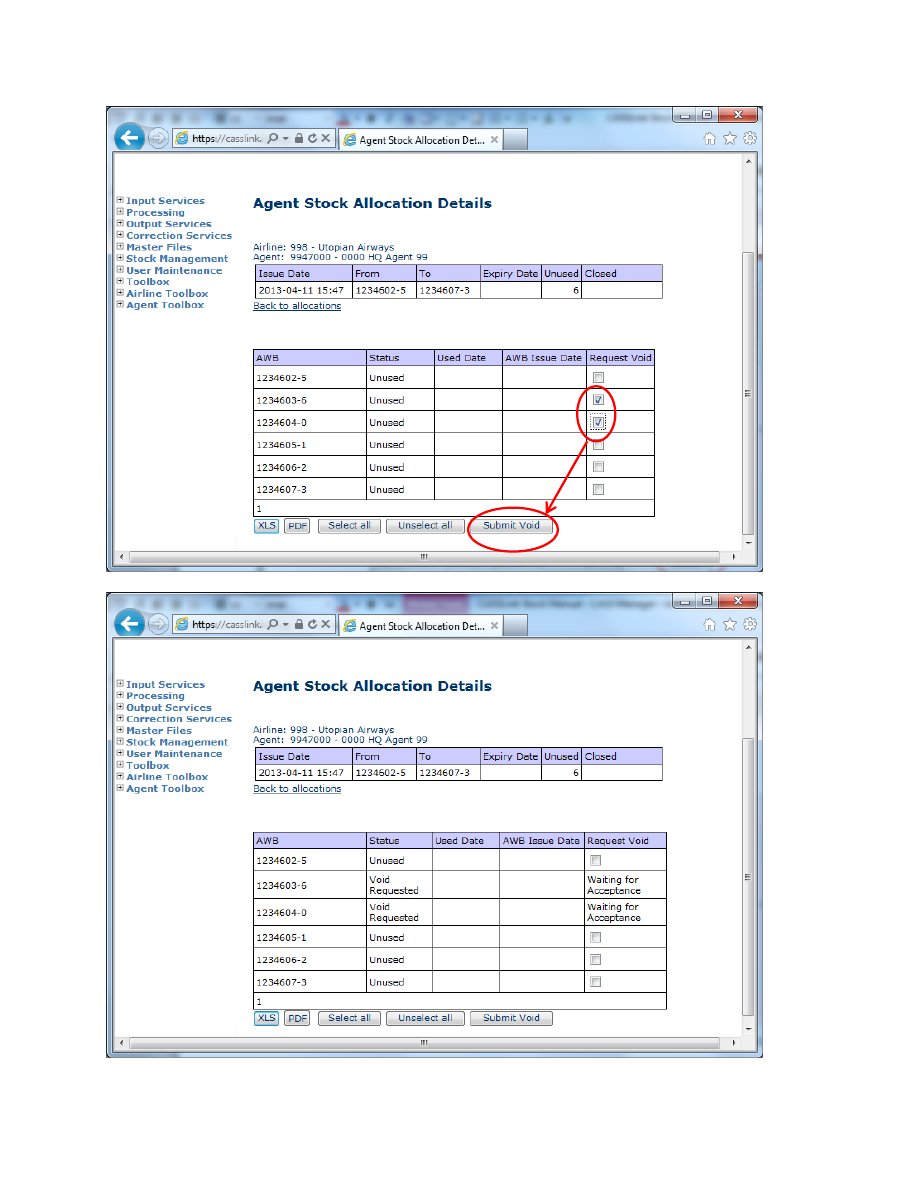 https://casslink.
Agent Stock Allocation Det...
Input Services
Processing
Output Services
Correction Services
Master Files
Stock Management
User Maintenance
Toolbox
Airline Toolbox
Agent Toolbox
Agent Stock Allocation Details
Airline: 998 - Utopian Airways
Agent: 9947000 - 0000 HQ Agent 99
Issue Date From To Expiry Date Unused Closed
2013-04-11 15:47 1234602-5 1234607-3 6
Back to allocations
AWB Status Used Date AWB Issue Date Request Void
1234602-5 Unused
1234603-6 Unused
1234604-0 Unused
1234605-1 Unused
1234606-2 Unused
1234607-3 Unused
1
XLS PDF Select all Unselect all Submit Void
https://casslink.
Agent Stock Allocation Det...
Input Services
Processing
Output Services
Correction Services
Master Files
Stock Management
User Maintenance
Toolbox
Airline Toolbox
Agent Toolbox
Agent Stock Allocation Details
Airline: 998 - Utopian Airways
Agent: 9947000 - 0000 HQ Agent 99
Issue Date From To Expiry Date Unused Closed
2013-04-11 15:47 1234602-5 1234607-3 6
Back to allocations
AWB Status Used Date AWB Issue Date Request Void
1234602-5 Unused
1234603-6 Void Requested Waiting for Acceptance
1234604-0 Void Requested Waiting for Acceptance
1234605-1 Unused
1234606-2 Unused
1234607-3 Unused
1
XLS PDF Select all Unselect all Submit Void